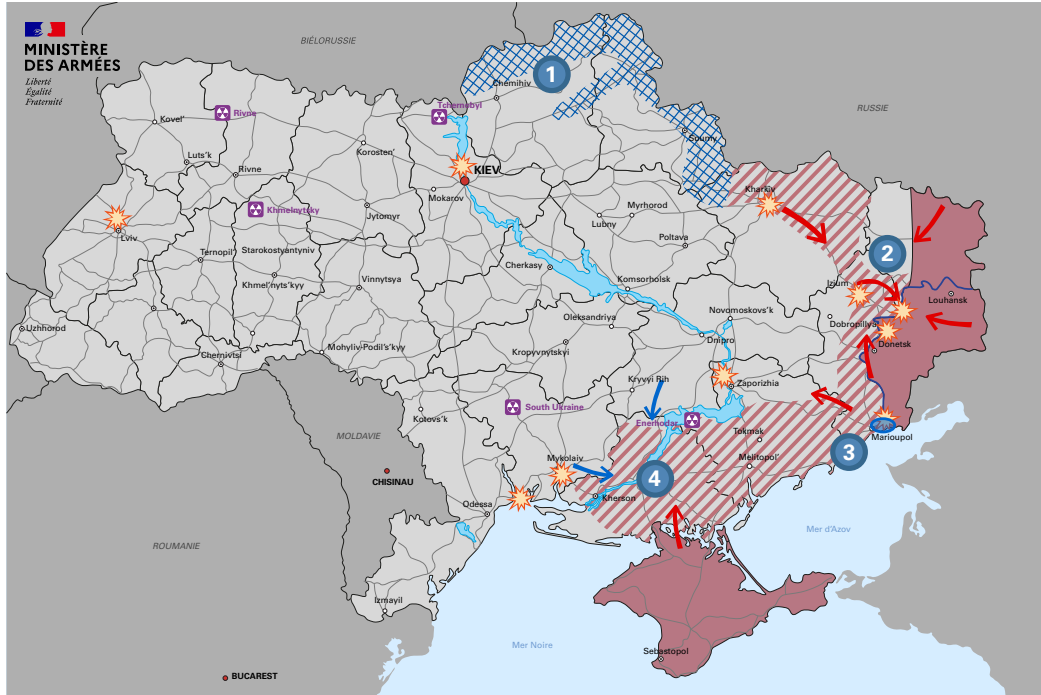 MINISTÈRE
DES ARMÉES
Liberté
Égalité
Fraternité
BIÉLORUSSIE
RUSSIE
1
Chernihiv
Tchernobyl
Rivne
Kovel'
Soumy
Korosten'
Luts'k
KIEV
Rivne
Makarov
Kharkiv
Khmelnytsky
Jytomyr
Myrhorod
Lubny
Lviv
Poltava
Ternopil'
Starokostyantyniv
2
Cherkasy
Vinnytsya
Komsorholsk
Izium
Khmel'nyts'kyy
Louhansk
Novomoskovs'k
Oleksandriya
Dobropillya
Uzhhorod
Dnipro
Donetsk
Mohyliv-Podil's'kyy
Kropyvnytskyi
Chernivtsi
Kryvyi Rih
Zaporizhia
South Ukraine
Kotovs'k
Enerhodar
Tokmak
Marioupol
MOLDAVIE
3
Mykolaiv
Melitopol'
4
CHISINAU
Kherson
Odessa
Mer d'Azov
ROUMANIE
Izmayil
Mer Noire
Sebastopol
BUCAREST